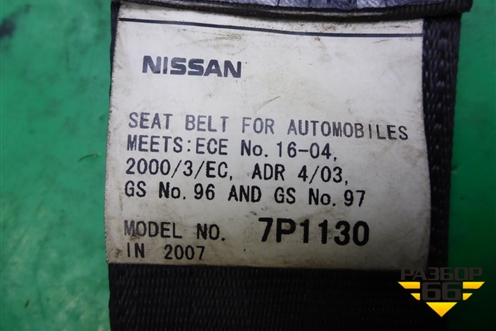 NISSAN
SEAT BELT FOR AUTOMOBILES
MEETS:ECE No. 16-04,
2000/3/EC, ADR 4/03,
GS No. 96 AND GS No. 97
MODEL NO. 7P1130
IN 2007
РАЗБОР
66